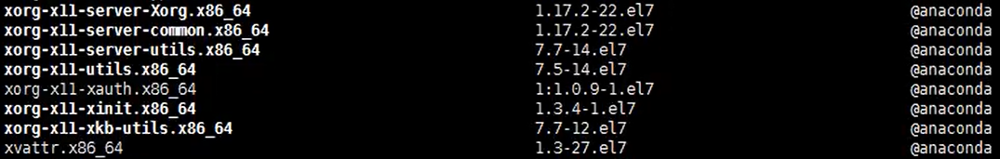 xorg-x11-server-Xorg.x86_64 1.17.2-22.el7 @anaconda
xorg-x11-server-common.x86_64 1.17.2-22.el7 @anaconda
xorg-x11-server-utils.x86_64 7.7-14.el7 @anaconda
xorg-x11-utils.x86_64 7.5-14.el7 @anaconda
xorg-x11-xauth.x86_64 1:1.0.9-1.el7 @anaconda
xorg-x11-xinit.x86_64 1.3.4-1.el7 @anaconda
xorg-x11-xkb-utils.x86_64 7.7-12.el7 @anaconda
xvattr.x86_64 1.3-27.el7 @anaconda